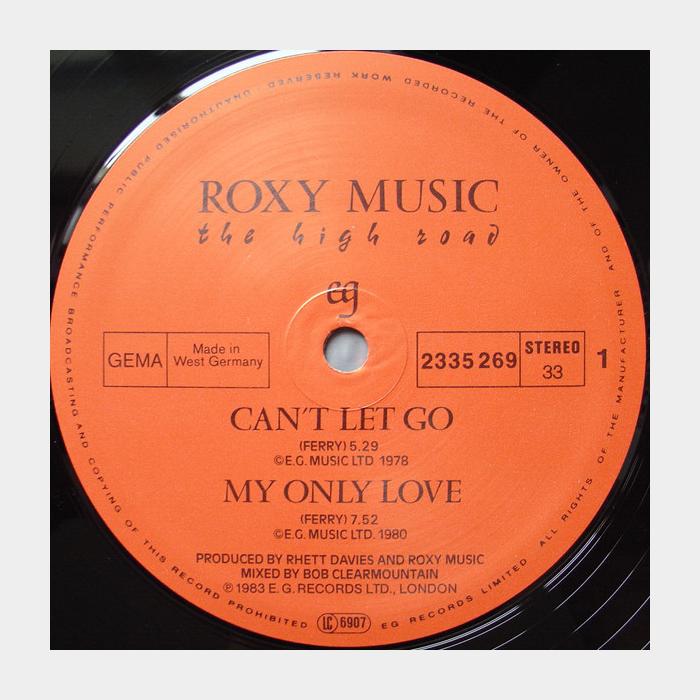 ROXY MUSIC
the high road
eg
GEMA
Made in
West Germany
2335 269
STEREO
33
1
CAN'T LET GO
(FERRY) 5.29
©E.G. MUSIC LTD 1978
MY ONLY LOVE
(FERRY) 7.52
©E.G. MUSIC LTD. 1980
PRODUCED BY RHETT DAVIES AND ROXY MUSIC
MIXED BY BOB CLEARMOUNTAIN
℗ 1983 E. G. RECORDS LTD., LONDON
LC 6907
EG RECORDS LIMITED ALL RIGHTS OF THE MANUFACTURER AND OF THE OWNER OF THE RECORDED WORK RESERVED · UNAUTHORISED PUBLIC PERFORMANCE BROADCASTING AND COPYING OF THIS RECORD PROHIBITED